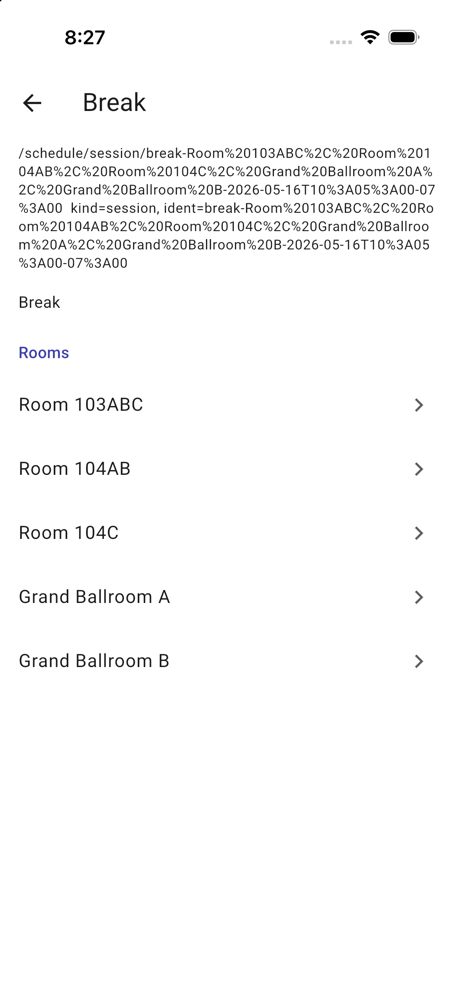 8:27
Break
/schedule/session/break-Room%20103ABC%2C%20Room%201
04AB%2C%20Room%20104C%2C%20Grand%20Ballroom%20A%
2C%20Grand%20Ballroom%20B-2026-05-16T10%3A05%3A00-07
%3A00  kind=session, ident=break-Room%20103ABC%2C%20Ro
om%20104AB%2C%20Room%20104C%2C%20Grand%20Ballroo
m%20A%2C%20Grand%20Ballroom%20B-2026-05-16T10%3A05
%3A00-07%3A00
Break
Rooms
Room 103ABC
Room 104AB
Room 104C
Grand Ballroom A
Grand Ballroom B